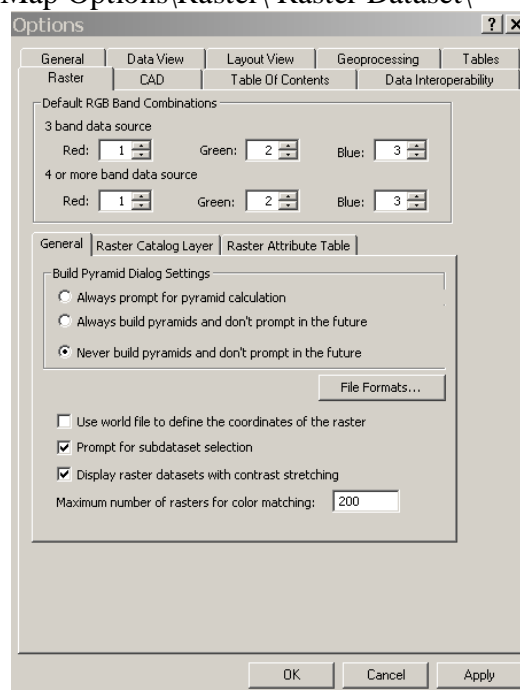 Map Options\Raster\ Raster Dataset\
Options ? x
General Data View Layout View Geoprocessing Tables
Raster CAD Table Of Contents Data Interoperability
Default RGB Band Combinations
3 band data source
Red: 1 Green: 2 Blue: 3
4 or more band data source
Red: 1 Green: 2 Blue: 3
General Raster Catalog Layer Raster Attribute Table
Build Pyramid Dialog Settings
Always prompt for pyramid calculation
Always build pyramids and don't prompt in the future
Never build pyramids and don't prompt in the future
File Formats...
Use world file to define the coordinates of the raster
Prompt for subdataset selection
Display raster datasets with contrast stretching
Maximum number of rasters for color matching: 200
OK Cancel Apply